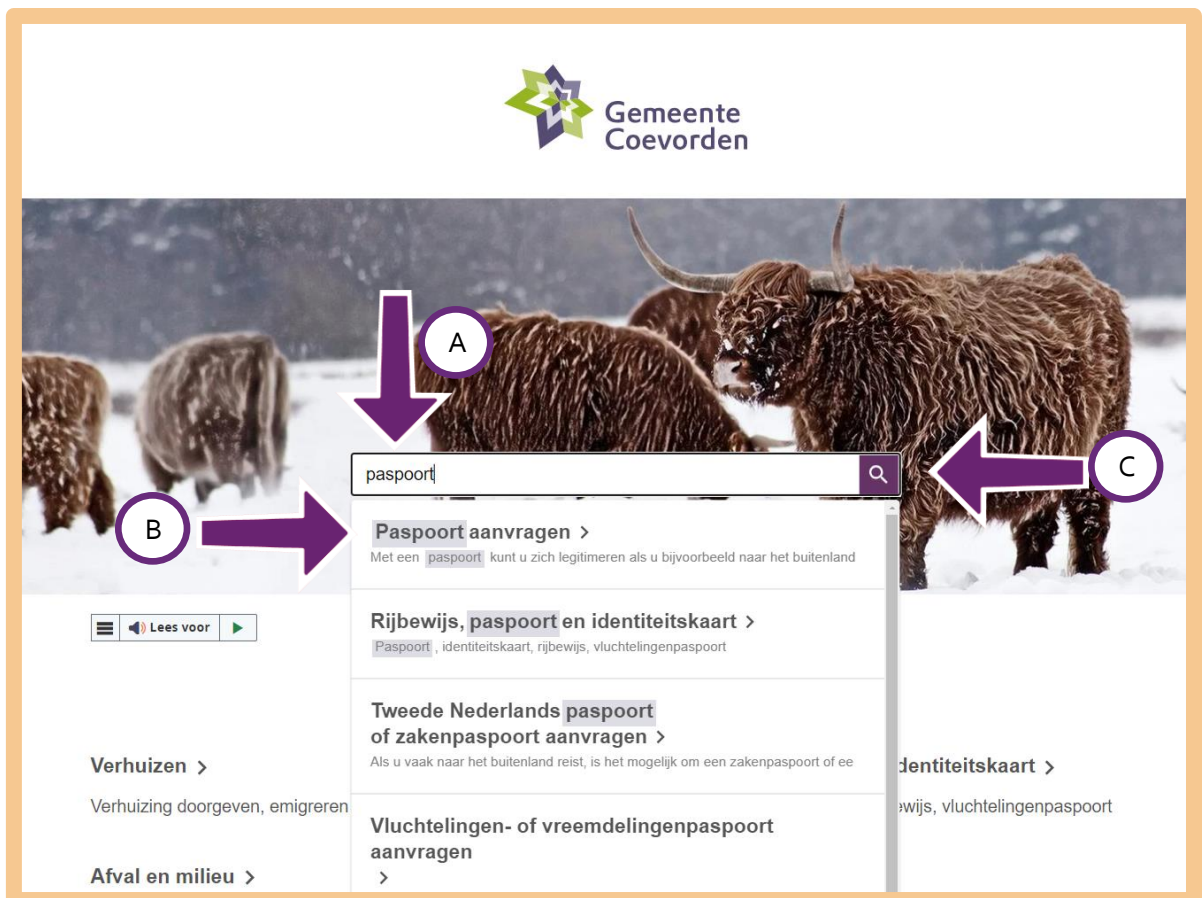 Gemeente
Coevorden
A
paspoort
C
B
Paspoort aanvragen >
Met een paspoort kunt u zich legitimeren als u bijvoorbeeld naar het buitenland
Lees voor
Rijbewijs, paspoort en identiteitskaart >
Paspoort , identiteitskaart, rijbewijs, vluchtelingenpaspoort
Tweede Nederlands paspoort
of zakenpaspoort aanvragen >
Als u vaak naar het buitenland reist, is het mogelijk om een zakenpaspoort of ee
Verhuizen >
dentiteitskaart >
Verhuizing doorgeven, emigreren
ewijs, vluchtelingenpaspoort
Vluchtelingen- of vreemdelingenpaspoort
aanvragen
>
Afval en milieu >